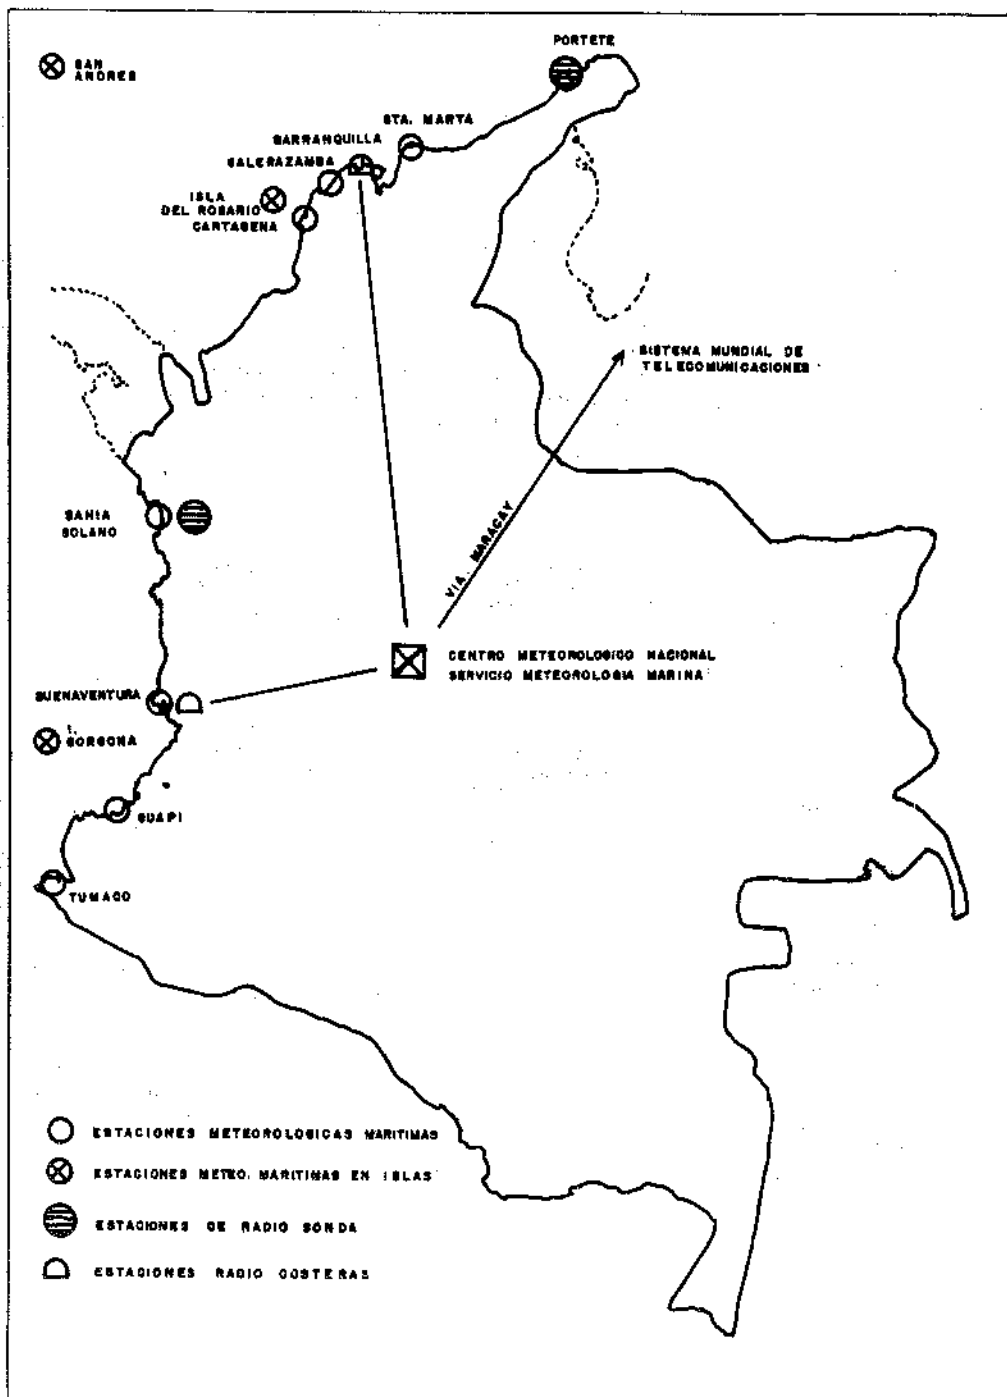 PORTETE
SAN
ANDRES
STA. MARTA
BARRANQUILLA
GALERAZAMBA
ISLA
DEL ROSARIO
CARTAGENA
SISTEMA MUNDIAL DE
TELECOMUNICACIONES
VIA. MARACAY
BAHIA
SOLANO
CENTRO METEOROLOGICO NACIONAL
SERVICIO METEOROLOGIA MARINA
BUENAVENTURA
I.
GORGONA
GUAPI
TUMACO
ESTACIONES METEOROLOGICAS MARITIMAS
ESTACIONES METEO. MARITIMAS EN ISLAS
ESTACIONES DE RADIO SONDA
ESTACIONES RADIO COSTERAS